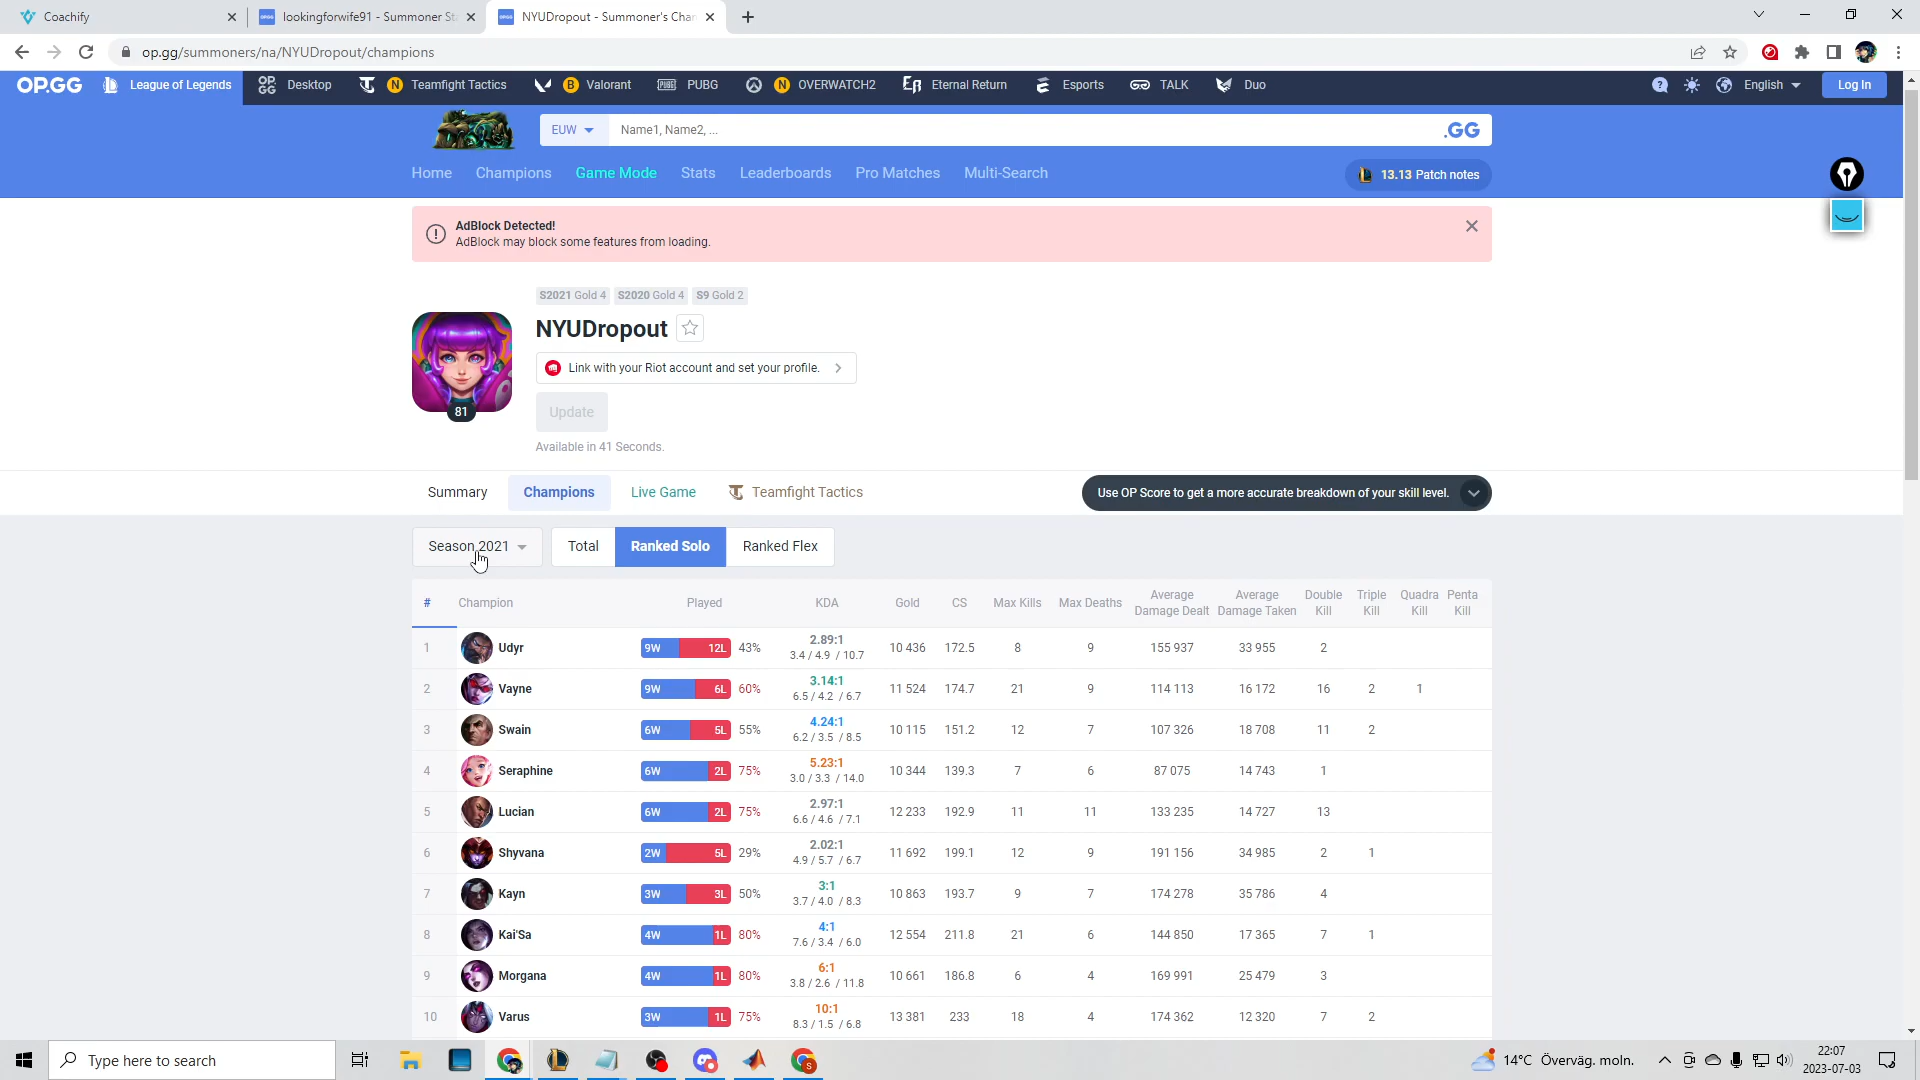 Coachify
lookingforwife91 - Summoner St
NYUDropout - Summoner's Char
op.gg/summoners/na/NYUDropout/champions
OP.GG
League of Legends
OP.GG
Desktop
N
Teamfight Tactics
B
Valorant
PUBG
PUBG
N
OVERWATCH2
Eternal Return
Esports
TALK
Duo
English
Log In
EUW
Name1, Name2, ...
.GG
Home
Champions
Game Mode
Stats
Leaderboards
Pro Matches
Multi-Search
13.13 Patch notes
AdBlock Detected!
AdBlock may block some features from loading.
S2021 Gold 4
S2020 Gold 4
S9 Gold 2
NYUDropout
81
Link with your Riot account and set your profile.
Update
Available in 41 Seconds.
Summary
Champions
Live Game
Teamfight Tactics
Use OP Score to get a more accurate breakdown of your skill level.
Season 2021
Total
Ranked Solo
Ranked Flex
# Champion Played KDA Gold CS Max Kills Max Deaths Average Damage Dealt Average Damage Taken Double Kill Triple Kill Quadra Kill Penta Kill
1 Udyr 9W 12L 43% 2.89:1 3.4 / 4.9 / 10.7 10 436 172.5 8 9 155 937 33 955 2
2 Vayne 9W 6L 60% 3.14:1 6.5 / 4.2 / 6.7 11 524 174.7 21 9 114 113 16 172 16 2 1
3 Swain 6W 5L 55% 4.24:1 6.2 / 3.5 / 8.5 10 115 151.2 12 7 107 326 18 708 11 2
4 Seraphine 6W 2L 75% 5.23:1 3.0 / 3.3 / 14.0 10 344 139.3 7 6 87 075 14 743 1
5 Lucian 6W 2L 75% 2.97:1 6.6 / 4.6 / 7.1 12 233 192.9 11 11 133 235 14 727 13
6 Shyvana 2W 5L 29% 2.02:1 4.9 / 5.7 / 6.7 11 692 199.1 12 9 191 156 34 985 2 1
7 Kayn 3W 3L 50% 3:1 3.7 / 4.0 / 8.3 10 863 193.7 9 7 174 278 35 786 4
8 Kai'Sa 4W 1L 80% 4:1 7.6 / 3.4 / 6.0 12 554 211.8 21 6 144 850 17 365 7 1
9 Morgana 4W 1L 80% 6:1 3.8 / 2.6 / 11.8 10 661 186.8 6 4 169 991 25 479 3
10 Varus 3W 1L 75% 10:1 8.3 / 1.5 / 6.8 13 381 233 18 4 174 362 12 320 7 2
Type here to search
14°C Överväg. moln.
22:07
2023-07-03